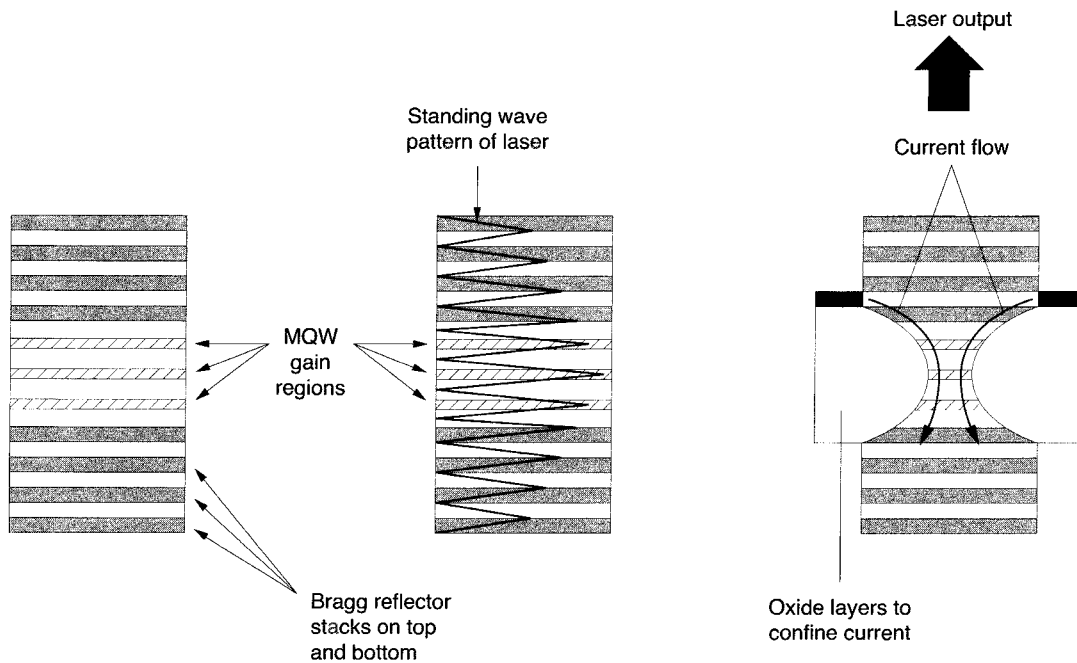 Laser output
Standing wave
pattern of laser
Current flow
MQW
gain
regions
Bragg reflector
stacks on top
and bottom
Oxide layers to
confine current